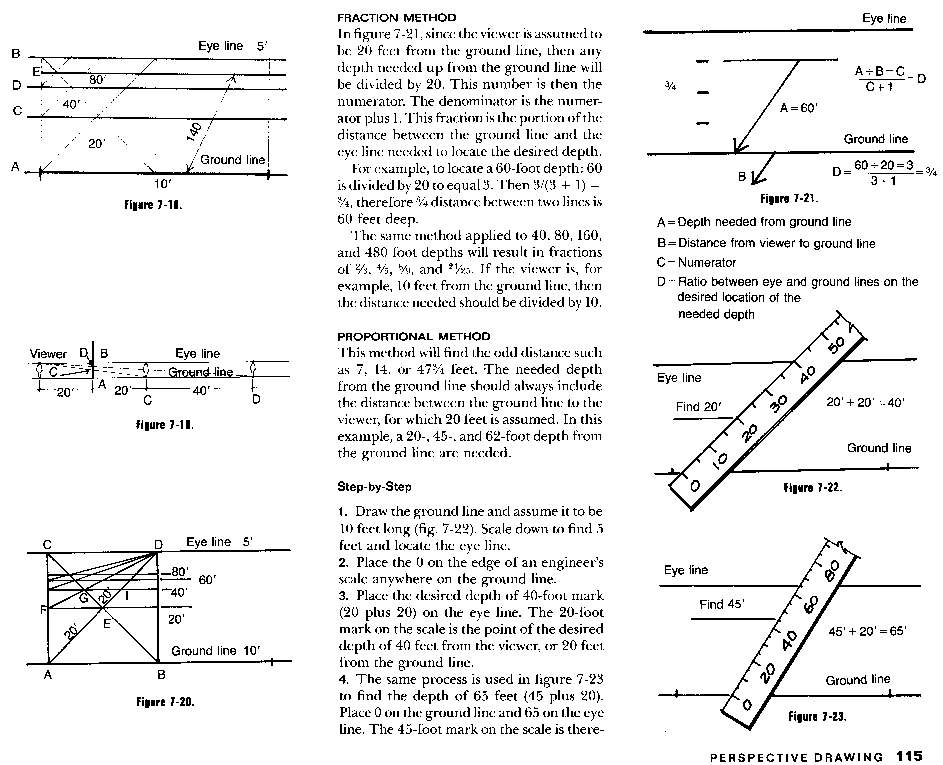 B
Eye line 5'
E
80'
D
40'
C
20'
140
Ground line
A
10'
Figure 7-18.
Viewer D B Eye line
C Ground line
A
20' 20' 40'
C D
Figure 7-19.
C D Eye line 5'
80'
60'
G 20' I 40'
F
E 20'
20'
Ground line 10'
A B
Figure 7-20.
FRACTION METHOD
In figure 7-21, since the viewer is assumed to
be 20 feet from the ground line, then any
depth needed up from the ground line will
be divided by 20. This number is then the
numerator. The denominator is the numer-
ator plus 1. This fraction is the portion of the
distance between the ground line and the
eye line needed to locate the desired depth.
For example, to locate a 60-foot depth: 60
is divided by 20 to equal 3. Then 3/(3 + 1) =
¾, therefore ¾ distance between two lines is
60 feet deep.
The same method applied to 40, 80, 160,
and 480 foot depths will result in fractions
of ⅔, ⅘, 8/9, and 24/25. If the viewer is, for
example, 10 feet from the ground line, then
the distance needed should be divided by 10.
PROPORTIONAL METHOD
This method will find the odd distance such
as 7, 14, or 47¾ feet. The needed depth
from the ground line should always include
the distance between the ground line to the
viewer, for which 20 feet is assumed. In this
example, a 20-, 45-, and 62-foot depth from
the ground line are needed.
Step-by-Step
1. Draw the ground line and assume it to be
10 feet long (fig. 7-22). Scale down to find 5
feet and locate the eye line.
2. Place the 0 on the edge of an engineer's
scale anywhere on the ground line.
3. Place the desired depth of 40-foot mark
(20 plus 20) on the eye line. The 20-foot
mark on the scale is the point of the desired
depth of 40 feet from the viewer, or 20 feet
from the ground line.
4. The same process is used in figure 7-23
to find the depth of 65 feet (45 plus 20).
Place 0 on the ground line and 65 on the eye
line. The 45-foot mark on the scale is there-
Eye line
¾
A÷B=C
C+1
=D
A=60'
Ground line
B
D= 60÷20=3
3+1
=¾
Figure 7-21.
A=Depth needed from ground line
B=Distance from viewer to ground line
C=Numerator
D=Ratio between eye and ground lines on the
desired location of the
needed depth
Eye line
Find 20'
0 10 20 30 40 50
20'+20'=40'
Ground line
Figure 7-22.
Eye line
Find 45'
0 20 40 60 80
45'+20'=65'
Ground line
Figure 7-23.
PERSPECTIVE DRAWING 115